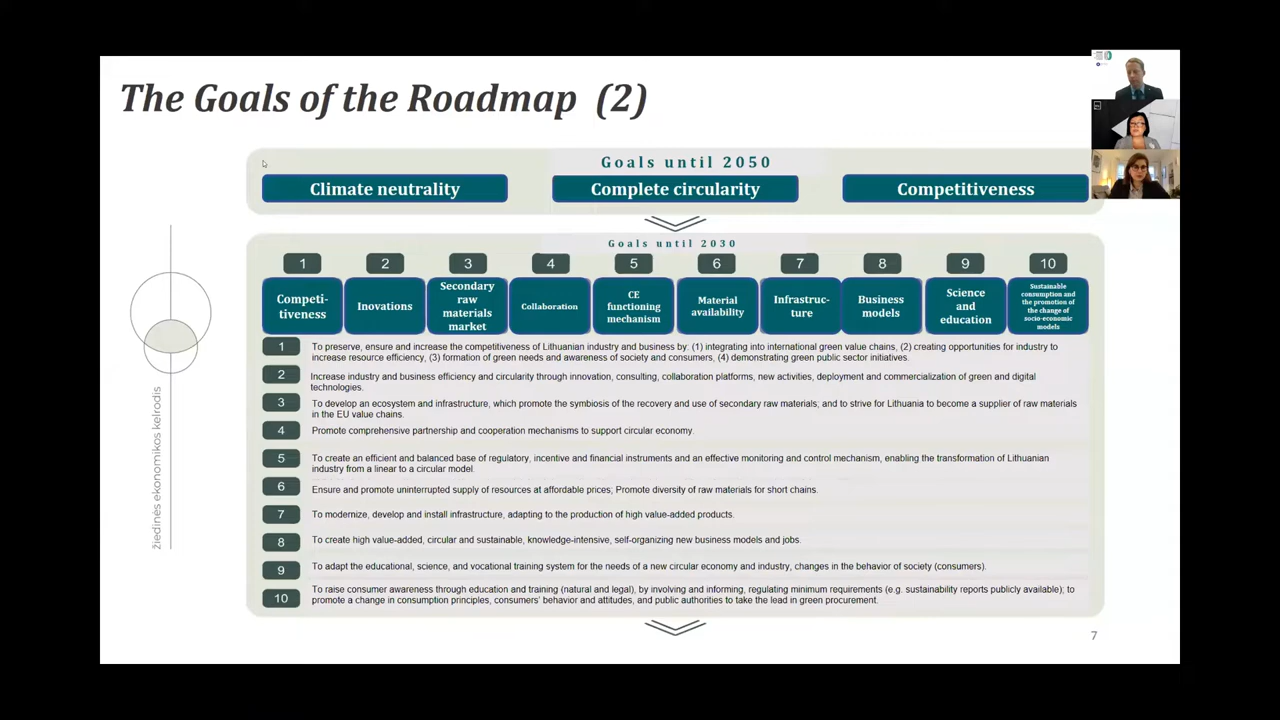 The Goals of the Roadmap (2)
Goals until 2050
Climate neutrality
Complete circularity
Competitiveness
Goals until 2030
1
2
3
4
5
6
7
8
9
10
Competi-
tiveness
Inovations
Secondary
raw
materials
market
Collaboration
CE
functioning
mechanism
Material
availability
Infrastruc-
ture
Business
models
Science
and
education
Sustainable
consumption and
the promotion of
the change of
socio-economic
models
1
To preserve, ensure and increase the competitiveness of Lithuanian industry and business by: (1) integrating into international green value chains, (2) creating opportunities for industry to
increase resource efficiency, (3) formation of green needs and awareness of society and consumers, (4) demonstrating green public sector initiatives.
2
Increase industry and business efficiency and circularity through innovation, consulting, collaboration platforms, new activities, deployment and commercialization of green and digital
technologies.
3
To develop an ecosystem and infrastructure, which promote the symbiosis of the recovery and use of secondary raw materials; and to strive for Lithuania to become a supplier of raw materials
in the EU value chains.
4
Promote comprehensive partnership and cooperation mechanisms to support circular economy.
5
To create an efficient and balanced base of regulatory, incentive and financial instruments and an effective monitoring and control mechanism, enabling the transformation of Lithuanian
industry from a linear to a circular model.
6
Ensure and promote uninterrupted supply of resources at affordable prices; Promote diversity of raw materials for short chains.
7
To modernize, develop and install infrastructure, adapting to the production of high value-added products.
8
To create high value-added, circular and sustainable, knowledge-intensive, self-organizing new business models and jobs.
9
To adapt the educational, science, and vocational training system for the needs of a new circular economy and industry, changes in the behavior of society (consumers).
10
To raise consumer awareness through education and training (natural and legal), by involving and informing, regulating minimum requirements (e.g. sustainability reports publicly available); to
promote a change in consumption principles, consumers' behavior and attitudes, and public authorities to take the lead in green procurement.
žiedinės ekonomikos kelrodis
7